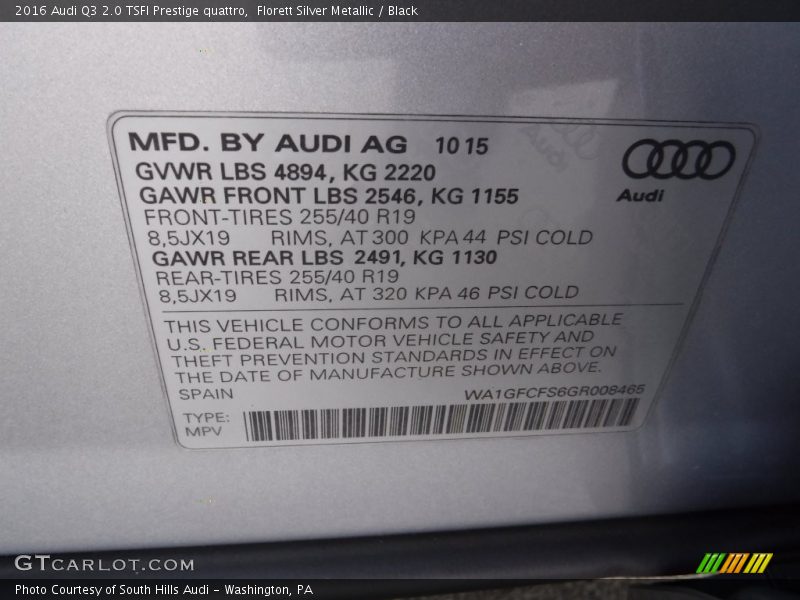 2016 Audi Q3 2.0 TSFI Prestige quattro,  Florett Silver Metallic / Black
MFD. BY AUDI AG 10 15
GVWR LBS 4894, KG 2220
GAWR FRONT LBS 2546, KG 1155
FRONT-TIRES 255/40 R19
8,5JX19 RIMS, AT 300 KPA 44 PSI COLD
GAWR REAR LBS 2491, KG 1130
REAR-TIRES 255/40 R19
8,5JX19 RIMS, AT 320 KPA 46 PSI COLD
Audi
THIS VEHICLE CONFORMS TO ALL APPLICABLE
U.S. FEDERAL MOTOR VEHICLE SAFETY AND
THEFT PREVENTION STANDARDS IN EFFECT ON
THE DATE OF MANUFACTURE SHOWN ABOVE.
SPAIN WA1GFCFS6GR008465
TYPE:
MPV
GTCARLOT.COM
Photo Courtesy of South Hills Audi - Washington, PA